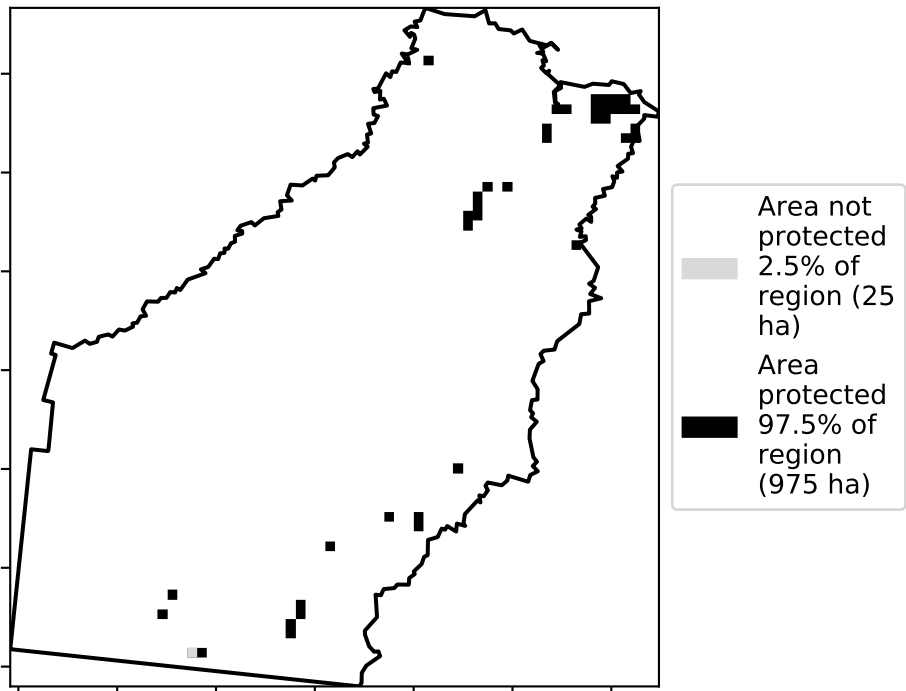 Area not
protected
2.5% of
region (25
ha)
Area
protected
97.5% of
region
(975 ha)